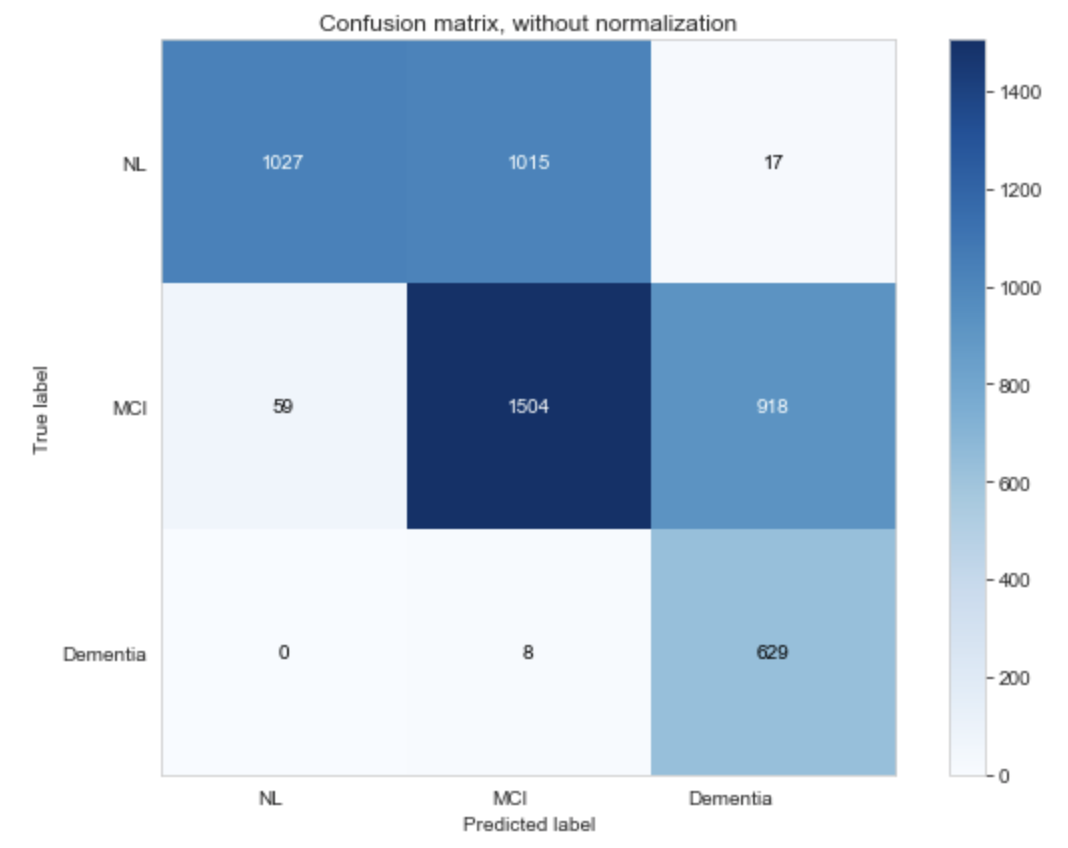 Confusion matrix, without normalization
NL 1027 1015 17
MCI 59 1504 918
Dementia 0 8 629
True label
NL MCI Dementia
Predicted label
1400
1200
1000
800
600
400
200
0